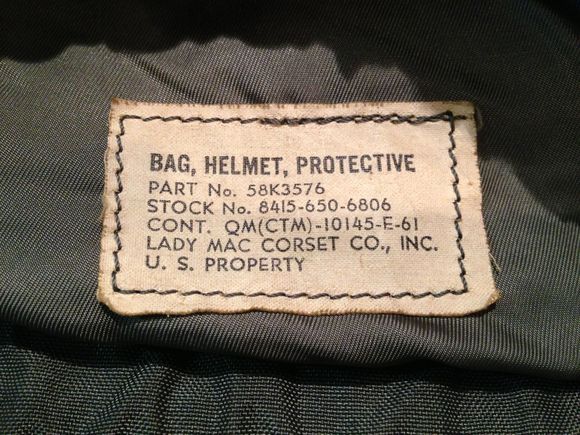 BAG, HELMET, PROTECTIVE
PART No. 58K3576
STOCK No. 8415-650-6806
CONT. QM(CTM)-10145-E-61
LADY MAC CORSET CO., INC.
U. S. PROPERTY